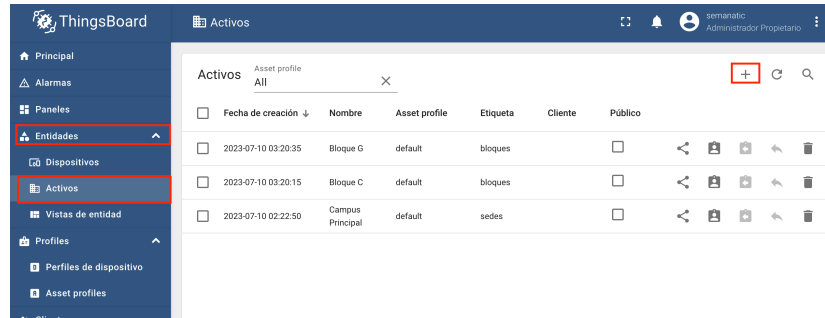 ThingsBoard
Activos
semanatic
Administrador Propietario
Principal
Alarmas
Paneles
Entidades
Dispositivos
Activos
Vistas de entidad
Profiles
Perfiles de dispositivo
Asset profiles
Activos
Asset profile
All
Fecha de creación Nombre Asset profile Etiqueta Cliente Público
2023-07-10 03:20:35 Bloque G default bloques
2023-07-10 03:20:15 Bloque C default bloques
2023-07-10 02:22:50 Campus Principal default sedes